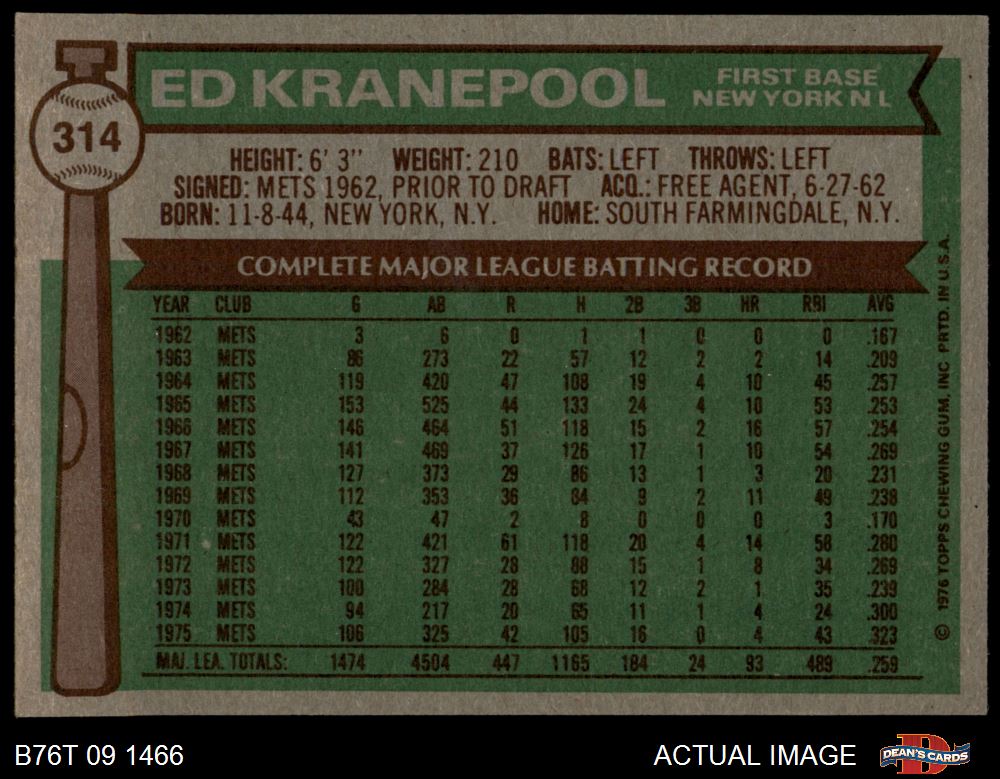 ED KRANEPOOL
FIRST BASE
NEW YORK N L
314
HEIGHT: 6' 3" WEIGHT: 210 BATS: LEFT THROWS: LEFT
SIGNED: METS 1962, PRIOR TO DRAFT ACQ.: FREE AGENT, 6-27-62
BORN: 11-8-44, NEW YORK, N.Y. HOME: SOUTH FARMINGDALE, N.Y.
COMPLETE MAJOR LEAGUE BATTING RECORD
YEAR CLUB G AB R H 2B 3B HR RBI AVG
1962 METS 3 6 0 1 1 0 0 0 .167
1963 METS 86 273 22 57 12 2 2 14 .209
1964 METS 119 420 47 108 19 4 10 45 .257
1965 METS 153 525 44 133 24 4 10 53 .253
1966 METS 146 464 51 118 15 2 16 57 .254
1967 METS 141 469 37 126 17 1 10 54 .269
1968 METS 127 373 29 86 13 1 3 20 .231
1969 METS 112 353 36 84 9 2 11 49 .238
1970 METS 43 47 2 8 0 0 0 3 .170
1971 METS 122 421 61 118 20 4 14 58 .280
1972 METS 122 327 28 88 15 1 8 34 .269
1973 METS 100 284 28 68 12 2 1 35 .239
1974 METS 94 217 20 65 11 1 4 24 .300
1975 METS 106 325 42 105 16 0 4 43 .323
MAJ. LEA. TOTALS: 1474 4504 447 1165 184 24 93 489 .259
© 1976 TOPPS CHEWING GUM, INC PRTD. IN U.S.A.
B76T 09 1466
ACTUAL IMAGE
DEAN'S CARDS